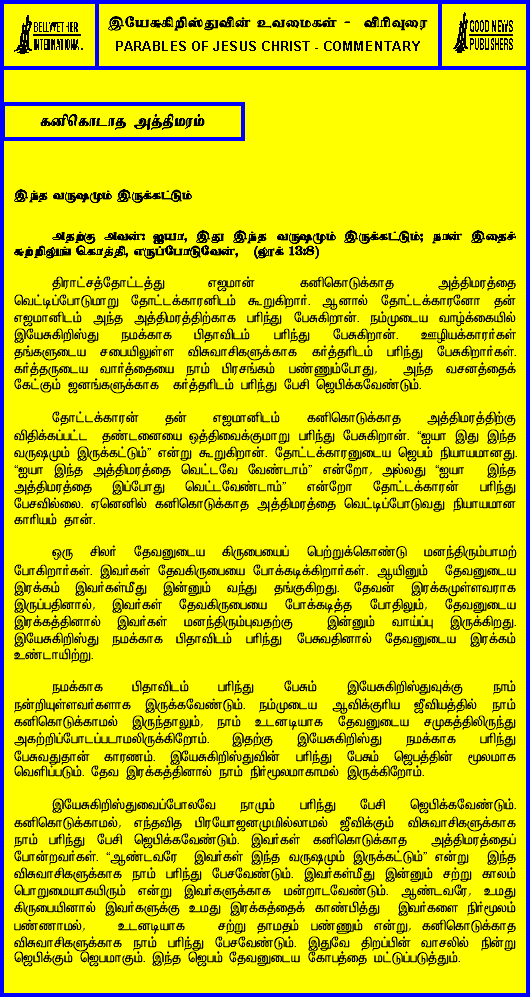 BELLWETHER
INTERNATIONAL
இயேசுகிறிஸ்துவின் உவமைகள் - விரிவுரை
PARABLES OF JESUS CHRIST - COMMENTARY
GOOD NEWS
PUBLISHERS
கனிகொடாத அத்திமரம்
இந்த வருஷமும் இருக்கட்டும்
அதற்கு அவன்: ஐயா, இது இந்த வருஷமும் இருக்கட்டும்; நான் இதைச்
சுற்றிலுங் கொத்தி, எருப்போடுவேன், (லூக் 13:8)
திராட்சத்தோட்டத்து எஜமான் கனிகொடுக்காத அத்திமரத்தை
வெட்டிப்போடுமாறு தோட்டக்காரனிடம் கூறுகிறார். ஆனால் தோட்டக்காரனோ தன்
எஜமானிடம் அந்த அத்திமரத்திற்காக பரிந்து பேசுகிறான். நம்முடைய வாழ்க்கையில்
இயேசுகிறிஸ்து நமக்காக பிதாவிடம் பரிந்து பேசுகிறான். ஊழியக்காரர்கள்
தங்களுடைய சபையிலுள்ள விசுவாசிகளுக்காக கர்த்தரிடம் பரிந்து பேசுகிறார்கள்.
கர்த்தருடைய வார்த்தையை நாம் பிரசங்கம் பண்ணும்போது, அந்த வசனத்தைக்
கேட்கும் ஜனங்களுக்காக கர்த்தரிடம் பரிந்து பேசி ஜெபிக்கவேண்டும்.
தோட்டக்காரன் தன் எஜமானிடம் கனிகொடுக்காத அத்திமரத்திற்கு
விதிக்கப்பட்ட தண்டனையை ஒத்திவைக்குமாறு பரிந்து பேசுகிறான். “ஐயா இது இந்த
வருஷமும் இருக்கட்டும்” என்று கூறுகிறான். தோட்டக்காரனுடைய ஜெபம் நியாயமானது.
“ஐயா இந்த அத்திமரத்தை வெட்டவே வேண்டாம்” என்றோ, அல்லது “ஐயா இந்த
அத்திமரத்தை இப்போது வெட்டவேண்டாம்” என்றோ தோட்டக்காரன் பரிந்து
பேசவில்லை. ஏனெனில் கனிகொடுக்காத அத்திமரத்தை வெட்டிப்போடுவது நியாயமான
காரியம் தான்.
ஒரு சிலர் தேவனுடைய கிருபையைப் பெற்றுக்கொண்டு மனந்திரும்பாமற்
போகிறார்கள். இவர்கள் தேவகிருபையை போக்கடிக்கிறார்கள். ஆயினும் தேவனுடைய
இரக்கம் இவர்கள்மீது இன்னும் வந்து தங்குகிறது. தேவன் இரக்கமுள்ளவராக
இருப்பதினால், இவர்கள் தேவகிருபையை போக்கடித்த போதிலும், தேவனுடைய
இரக்கத்தினால் இவர்கள் மனந்திரும்புவதற்கு இன்னும் வாய்ப்பு இருக்கிறது.
இயேசுகிறிஸ்து நமக்காக பிதாவிடம் பரிந்து பேசுவதினால் தேவனுடைய இரக்கம்
உண்டாயிற்று.
நமக்காக பிதாவிடம் பரிந்து பேசும் இயேசுகிறிஸ்துவுக்கு நாம்
நன்றியுள்ளவர்களாக இருக்கவேண்டும். நம்முடைய ஆவிக்குரிய ஜீவியத்தில் நாம்
கனிகொடுக்காமல் இருந்தாலும், நாம் உடனடியாக தேவனுடைய சமுகத்திலிருந்து
அகற்றிப்போடப்படாமலிருக்கிறோம். இதற்கு இயேசுகிறிஸ்து நமக்காக பரிந்து
பேசுவதுதான் காரணம். இயேசுகிறிஸ்துவின் பரிந்து பேசும் ஜெபத்தின் மூலமாக
வெளிப்படும். தேவ இரக்கத்தினால் நாம் நிர்மூலமாகாமல் இருக்கிறோம்.
இயேசுகிறிஸ்துவைப்போலவே நாமும் பரிந்து பேசி ஜெபிக்கவேண்டும்.
கனிகொடுக்காமல், எந்தவித பிரயோஜனமுமில்லாமல் ஜீவிக்கும் விசுவாசிகளுக்காக
நாம் பரிந்து பேசி ஜெபிக்கவேண்டும். இவர்கள் கனிகொடுக்காத அத்திமரத்தைப்
போன்றவர்கள். “ஆண்டவரே இவர்கள் இந்த வருஷமும் இருக்கட்டும்” என்று இந்த
விசுவாசிகளுக்காக நாம் பரிந்து பேசவேண்டும். இவர்கள்மீது இன்னும் சற்று காலம்
பொறுமையாகயிரும் என்று இவர்களுக்காக மன்றாடவேண்டும். ஆண்டவரே, உமது
கிருபையினால் இவர்களுக்கு உமது இரக்கத்தைக் காண்பித்து இவர்களை நிர்மூலம்
பண்ணாமல், உடனடியாக சற்று தாமதம் பண்ணும் என்று, கனிகொடுக்காத
விசுவாசிகளுக்காக நாம் பரிந்து பேசவேண்டும். இதுவே திறப்பின் வாசலில் நின்று
ஜெபிக்கும் ஜெபமாகும். இந்த ஜெபம் தேவனுடைய கோபத்தை மட்டுப்படுத்தும்.